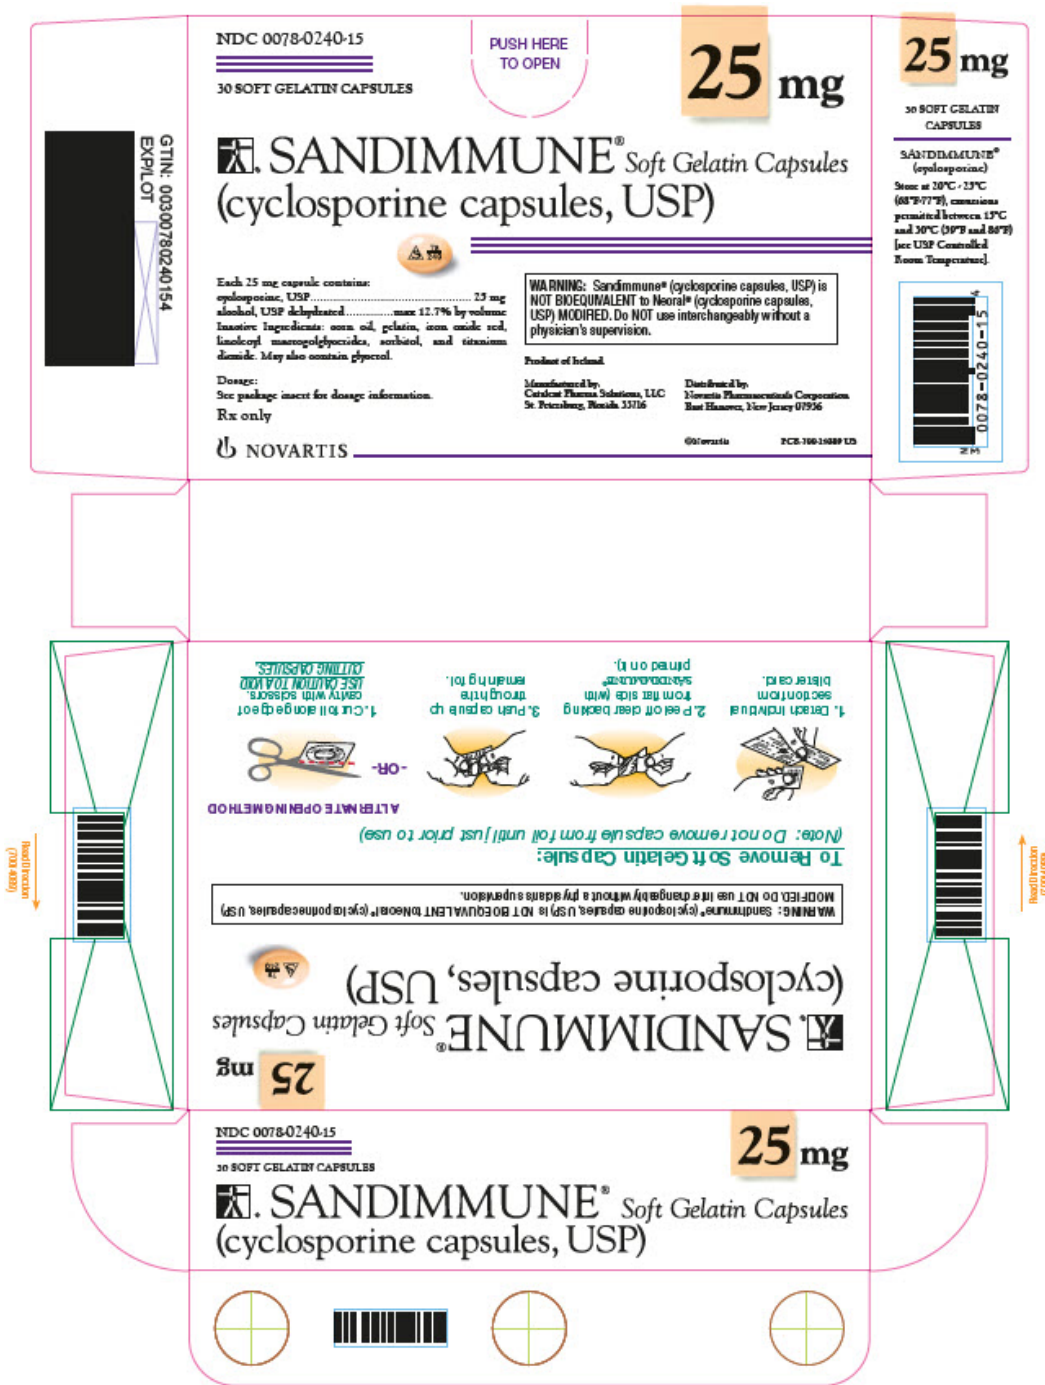 NDC 0078-0240-15
30 SOFT GELATIN CAPSULES
PUSH HERE
TO OPEN
25 mg
SANDIMMUNE® Soft Gelatin Capsules
(cyclosporine capsules, USP)
Each 25 mg capsule contains:
cyclosporine, USP.......................................... 25 mg
alcohol, USP dehydrated.............max 12.7% by volume
Inactive Ingredients: corn oil, gelatin, iron oxide red,
linoleoyl macrogolglycerides, sorbitol, and titanium
dioxide. May also contain glycerol.
Dosage:
See package insert for dosage information.
Rx only
NOVARTIS
WARNING: Sandimmune® (cyclosporine capsules, USP) is
NOT BIOEQUIVALENT to Neoral® (cyclosporine capsules,
USP) MODIFIED. Do NOT use interchangeably without a
physician's supervision.
Product of Ireland.
Manufactured by:
Catalent Pharma Solutions, LLC
St. Petersburg, Florida 33716
Distributed by:
Novartis Pharmaceuticals Corporation
East Hanover, New Jersey 07936
©Novartis
GTIN: 00300780240154
EXP/LOT
25 mg
30 SOFT GELATIN
CAPSULES
SANDIMMUNE®
(cyclosporine)
Store at 20°C - 25°C
(68°F-77°F), excursions
permitted between 15°C
and 30°C (59°F and 86°F)
[see USP Controlled
Room Temperature].
N3 0078-0240-15 4
25 mg
SANDIMMUNE® Soft Gelatin Capsules
(cyclosporine capsules, USP)
WARNING: Sandimmune® (cyclosporine capsules, USP) is NOT BIOEQUIVALENT to Neoral® (cyclosporine capsules, USP)
MODIFIED. Do NOT use interchangeably without a physician's supervision.
To Remove Soft Gelatin Capsule:
(Note: Do not remove capsule from foil until just prior to use)
1. Detach individual
section from
blister card.
2. Peel off clear backing
from flat side (with
SANDIMMUNE®
printed on it).
3. Push capsule up
through the
remaining foil.
ALTERNATE OPENING METHOD
-OR-
1. Cut foil along edge of
cavity with scissors.
USE CAUTION TO AVOID
CUTTING CAPSULES.
Read Direction
Read Direction
NDC 0078-0240-15
30 SOFT GELATIN CAPSULES
25 mg
SANDIMMUNE® Soft Gelatin Capsules
(cyclosporine capsules, USP)